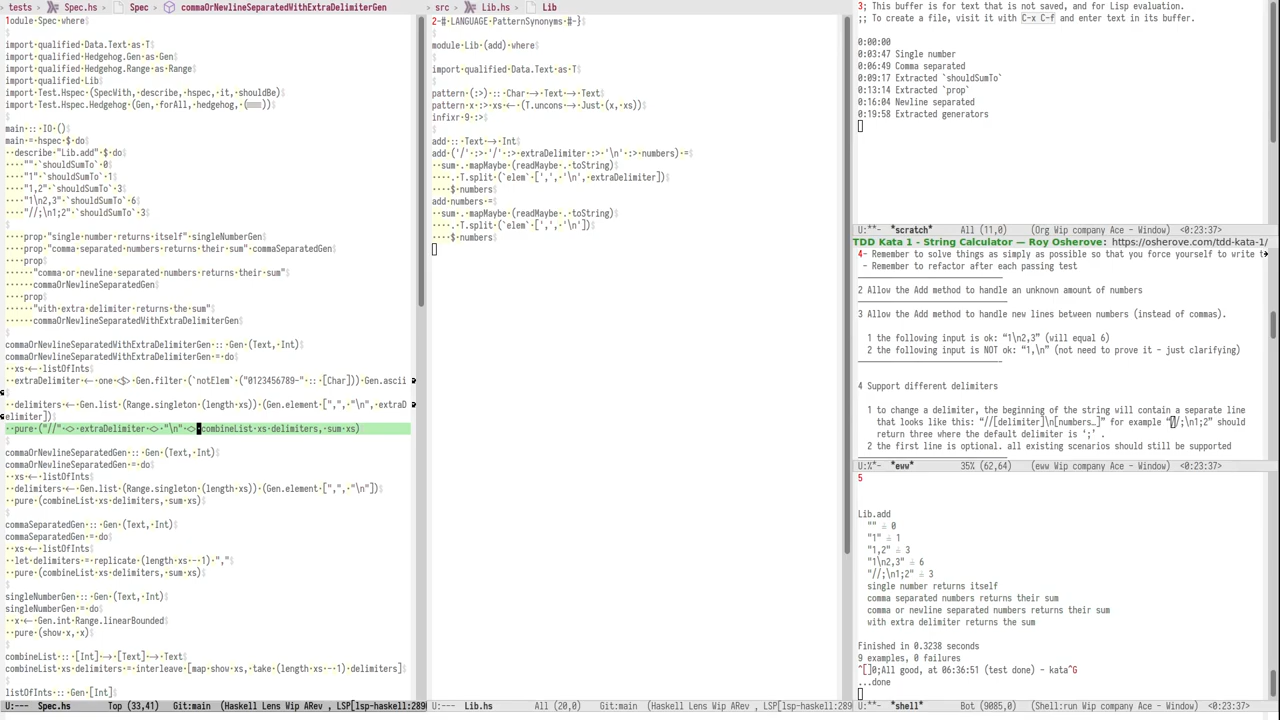 tests › Spec.hs › Spec › commaOrNewlineSeparatedWithExtraDelimiterGen
1odule Spec where
import qualified Data.Text as T
import qualified Hedgehog.Gen as Gen
import qualified Hedgehog.Range as Range
import qualified Lib
import Test.Hspec (SpecWith, describe, hspec, it, shouldBe)
import Test.Hspec.Hedgehog (Gen, forAll, hedgehog, (===))
main :: IO ()
main = hspec $ do
describe "Lib.add" $ do
"" `shouldSumTo` 0
"1" `shouldSumTo` 1
"1,2" `shouldSumTo` 3
"1\n2,3" `shouldSumTo` 6
"//;\n1;2" `shouldSumTo` 3
prop "single number returns itself" singleNumberGen
prop "comma separated numbers returns their sum" commaSeparatedGen
prop
"comma or newline separated numbers returns their sum"
commaOrNewlineSeparatedGen
prop
"with extra delimiter returns the sum"
commaOrNewlineSeparatedWithExtraDelimiterGen
commaOrNewlineSeparatedWithExtraDelimiterGen :: Gen (Text, Int)
commaOrNewlineSeparatedWithExtraDelimiterGen = do
xs ← listOfInts
extraDelimiter ← one <$> Gen.filter (`notElem` ("0123456789-" :: [Char])) Gen.ascii
delimiters ← Gen.list (Range.singleton (length xs)) (Gen.element [",", "\n", extraD
elimiter])
pure ("//" <> extraDelimiter <> "\n" <> combineList xs delimiters, sum xs)
commaOrNewlineSeparatedGen :: Gen (Text, Int)
commaOrNewlineSeparatedGen = do
xs ← listOfInts
delimiters ← Gen.list (Range.singleton (length xs)) (Gen.element [",", "\n"])
pure (combineList xs delimiters, sum xs)
commaSeparatedGen :: Gen (Text, Int)
commaSeparatedGen = do
xs ← listOfInts
let delimiters = replicate (length xs - 1) ","
pure (combineList xs delimiters, sum xs)
singleNumberGen :: Gen (Text, Int)
singleNumberGen = do
x ← Gen.int Range.linearBounded
pure (show x, x)
combineList :: [Int] → [Text] → Text
combineList xs delimiters = interleave [map show xs, take (length xs - 1) delimiters]
listOfInts :: Gen [Int]
U:--- Spec.hs Top (33,41) Git:main (Haskell Lens Wip ARev , LSP[lsp-haskell:289
src › Lib.hs › Lib
2-# LANGUAGE PatternSynonyms #-}
module Lib (add) where
import qualified Data.Text as T
pattern (:>) :: Char → Text → Text
pattern x :> xs ← (T.uncons → Just (x, xs))
infixr 9 :>
add :: Text → Int
add ('/' :> '/' :> extraDelimiter :> '\n' :> numbers) =
sum . mapMaybe (readMaybe . toString)
. T.split (`elem` [',', '\n', extraDelimiter])
$ numbers
add numbers =
sum . mapMaybe (readMaybe . toString)
. T.split (`elem` [',', '\n'])
$ numbers
U:--- Lib.hs All (20,0) Git:main (Haskell Lens Wip ARev , LSP[lsp-haskell:289
3; This buffer is for text that is not saved, and for Lisp evaluation.
;; To create a file, visit it with C-x C-f and enter text in its buffer.
0:00:00
0:03:47 Single number
0:06:49 Comma separated
0:09:17 Extracted `shouldSumTo`
0:13:14 Extracted `prop`
0:16:04 Newline separated
0:19:58 Extracted generators
U:**- *scratch* All (11,0) (Org Wip company Ace - Window) <0:23:37>
TDD Kata 1 - String Calculator — Roy Osherove: https://osherove.com/tdd-kata-1/
4- Remember to solve things as simply as possible so that you force yourself to write t
- Remember to refactor after each passing test
2 Allow the Add method to handle an unknown amount of numbers
3 Allow the Add method to handle new lines between numbers (instead of commas).
1 the following input is ok: “1\n2,3” (will equal 6)
2 the following input is NOT ok: “1,\n” (not need to prove it - just clarifying)
4 Support different delimiters
1 to change a delimiter, the beginning of the string will contain a separate line
that looks like this: “//[delimiter]\n[numbers…]” for example “//;\n1;2” should
return three where the default delimiter is ‘;’ .
2 the first line is optional. all existing scenarios should still be supported
U:%*- *eww* 35% (62,64) (eww Wip company Ace - Window) <0:23:37>
5
Lib.add
"" ≟ 0
"1" ≟ 1
"1,2" ≟ 3
"1\n2,3" ≟ 6
"//;\n1;2" ≟ 3
single number returns itself
comma separated numbers returns their sum
comma or newline separated numbers returns their sum
with extra delimiter returns the sum
Finished in 0.3238 seconds
9 examples, 0 failures
^[]0;All good, at 06:36:51 (test done) - kata^G
...done
U:**- *shell* Bot (9085,0) (Shell:run Wip company Ace - Window) <0:23:37>